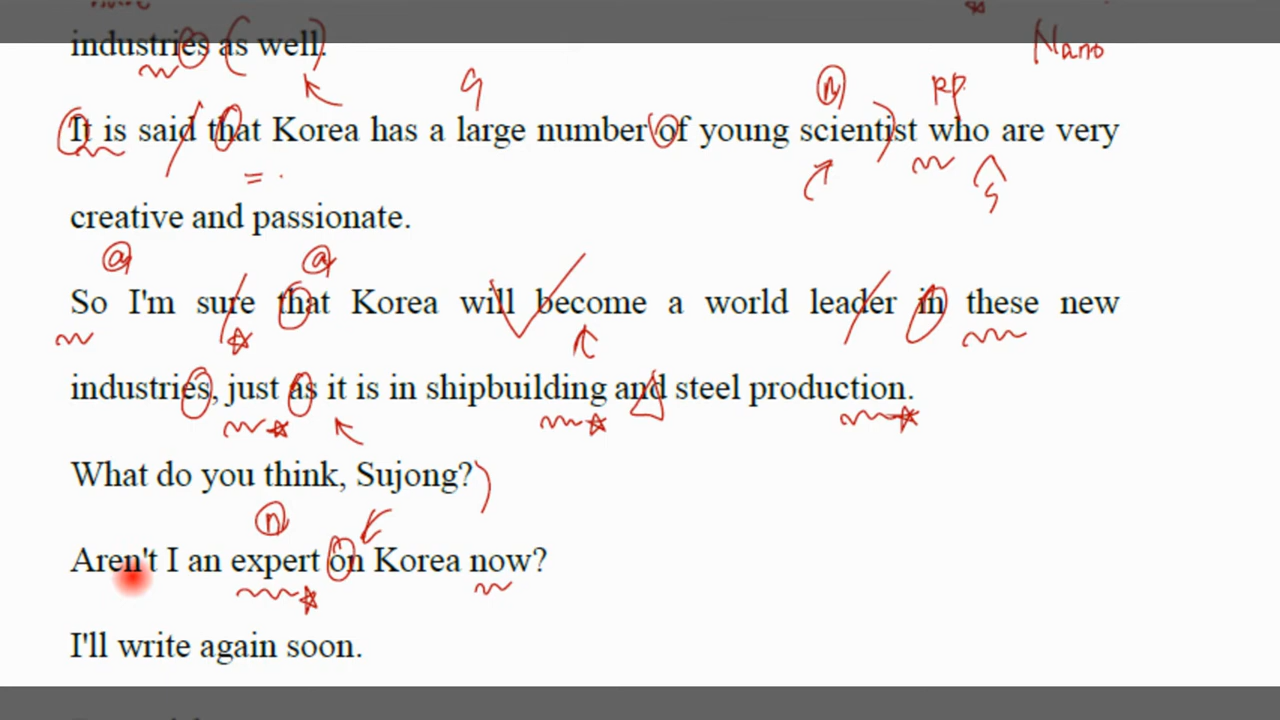 industries as well.
Nano
q
n
RP
It is said that Korea has a large number of young scientist who are very
=
S
creative and passionate.
a
a
So I'm sure that Korea will become a world leader in these new
industries, just as it is in shipbuilding and steel production.
What do you think, Sujong?
n
Aren't I an expert on Korea now?
I'll write again soon.